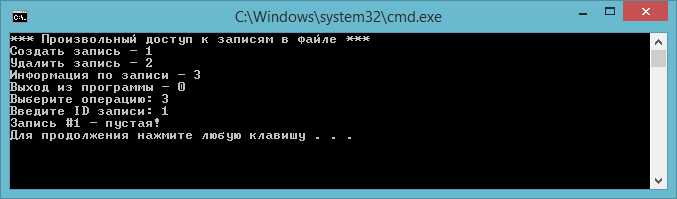 C:\Windows\system32\cmd.exe
*** Произвольный доступ к записям в файле ***
Создать запись - 1
Удалить запись - 2
Информация по записи - 3
Выход из программы - 0
Выберите операцию: 3
Введите ID записи: 1
Запись #1 - пустая!
Для продолжения нажмите любую клавишу . . .